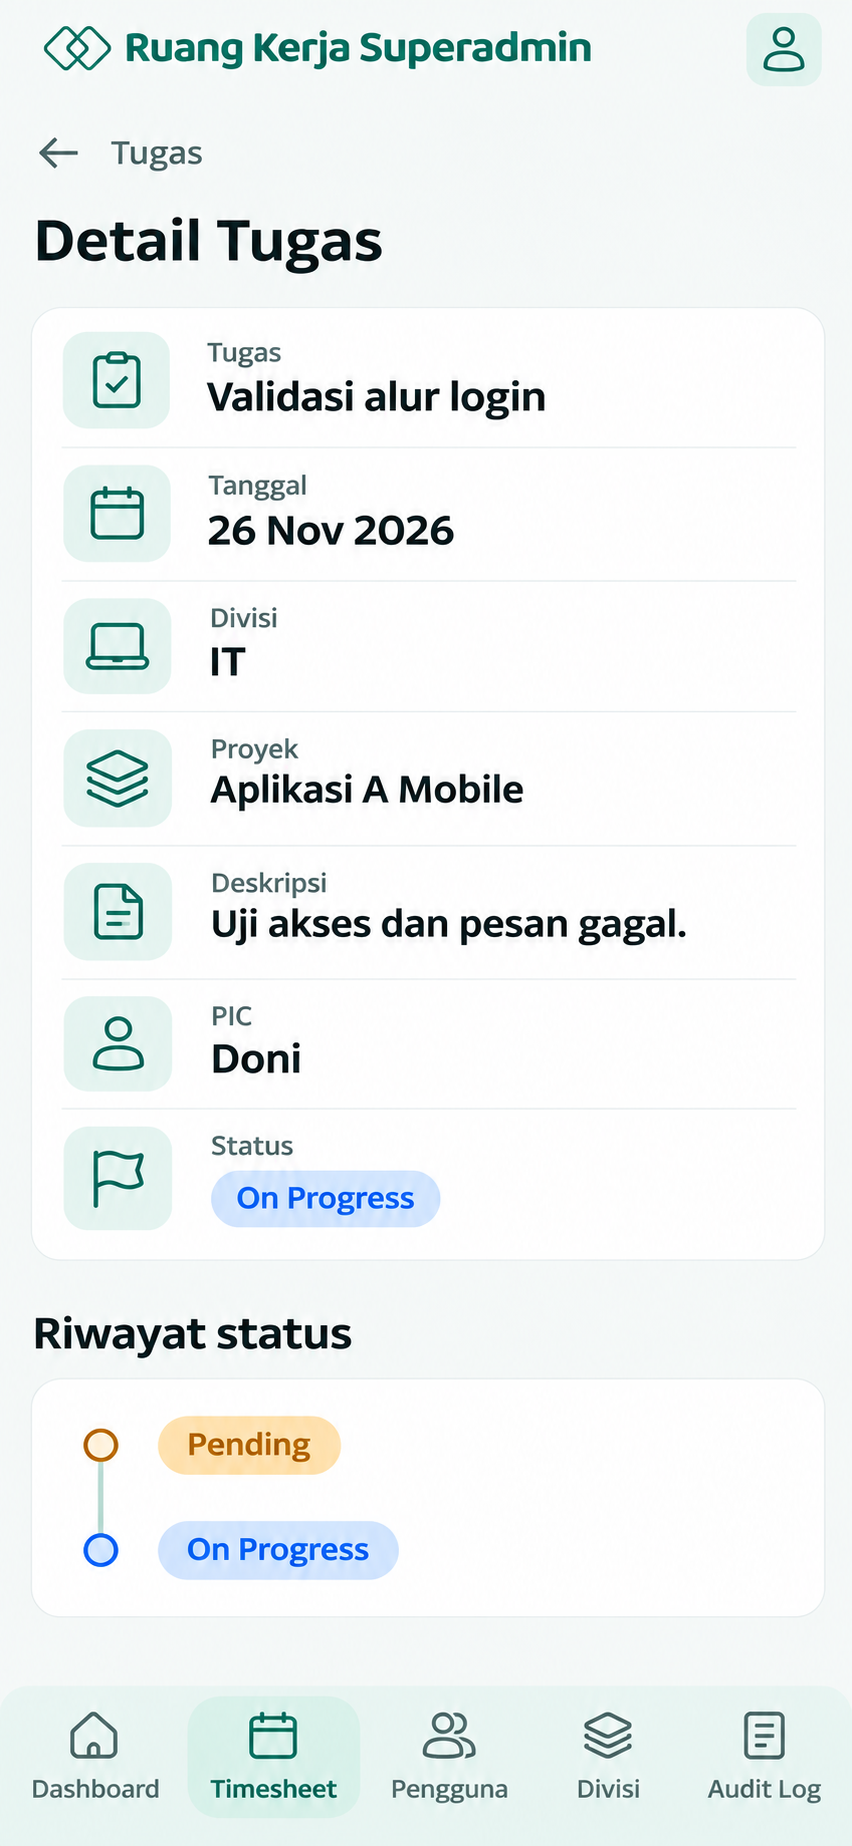 Ruang Kerja Superadmin
Tugas
Detail Tugas
Tugas
Validasi alur login
Tanggal
26 Nov 2026
Divisi
IT
Proyek
Aplikasi A Mobile
Deskripsi
Uji akses dan pesan gagal.
PIC
Doni
Status
On Progress
Riwayat status
Pending
On Progress
Dashboard Timesheet Pengguna Divisi Audit Log